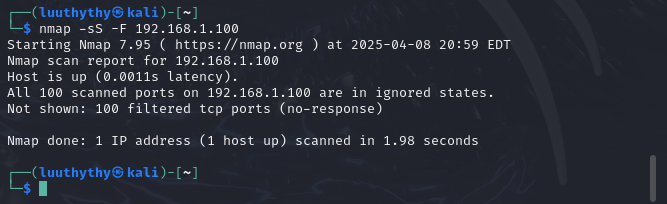 ┌──(luuthythy㉿kali)-[~]
└─$ nmap -sS -F 192.168.1.100
Starting Nmap 7.95 ( https://nmap.org ) at 2025-04-08 20:59 EDT
Nmap scan report for 192.168.1.100
Host is up (0.0011s latency).
All 100 scanned ports on 192.168.1.100 are in ignored states.
Not shown: 100 filtered tcp ports (no-response)
Nmap done: 1 IP address (1 host up) scanned in 1.98 seconds
┌──(luuthythy㉿kali)-[~]
└─$